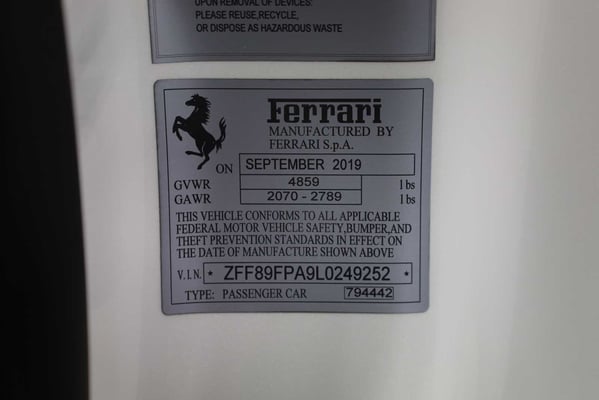 UPON REMOVAL OF DEVICES:
PLEASE REUSE,RECYCLE,
OR DISPOSE AS HAZARDOUS WASTE
Ferrari
MANUFACTURED BY
FERRARI S.p.A.
ON SEPTEMBER 2019
GVWR 4859 lbs
GAWR 2070 - 2789 lbs
THIS VEHICLE CONFORMS TO ALL APPLICABLE
FEDERAL MOTOR VEHICLE SAFETY,BUMPER,AND
THEFT PREVENTION STANDARDS IN EFFECT ON
THE DATE OF MANUFACTURE SHOWN ABOVE
V.I.N. * ZFF89FPA9L0249252 *
TYPE: PASSENGER CAR 794442